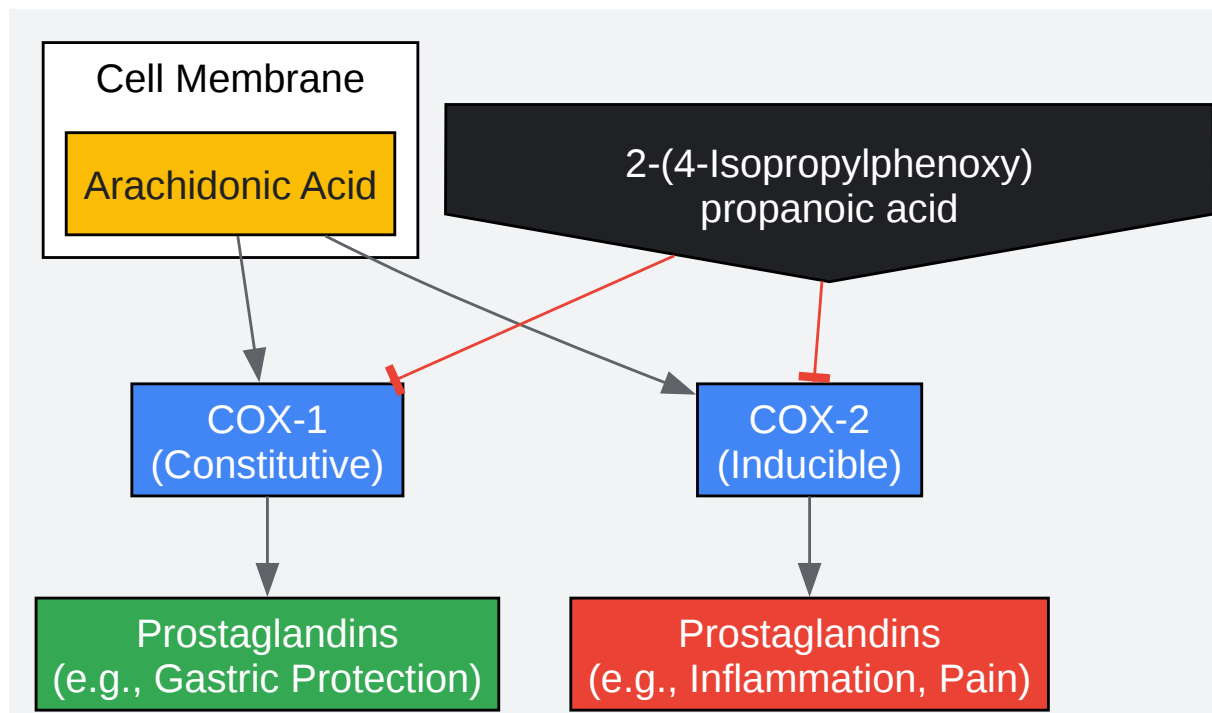 Cell Membrane
Arachidonic Acid
2-(4-Isopropylphenoxy)
propanoic acid
COX-1
(Constitutive)
COX-2
(Inducible)
Prostaglandins
(e.g., Gastric Protection)
Prostaglandins
(e.g., Inflammation, Pain)